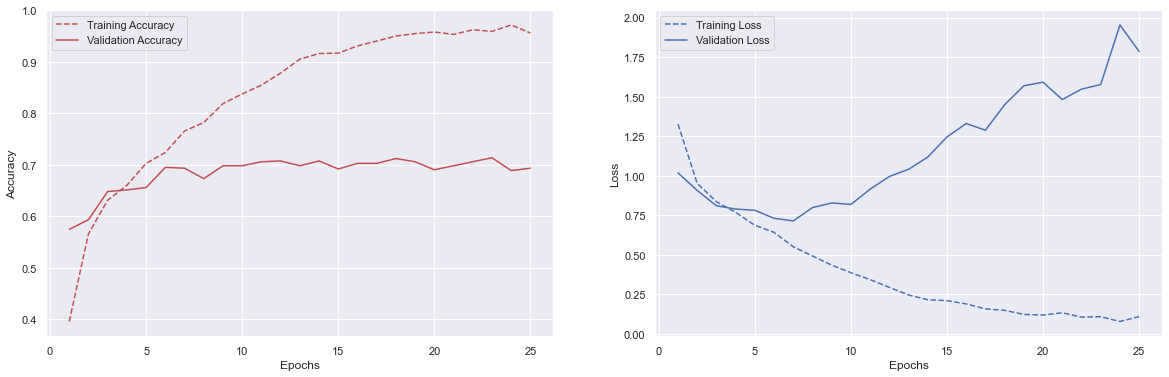 Training Accuracy
Validation Accuracy
1.0
0.9
0.8
0.7
0.6
0.5
0.4
Accuracy
0 5 10 15 20 25
Epochs
Training Loss
Validation Loss
2.00
1.75
1.50
1.25
1.00
0.75
0.50
0.25
0.00
Loss
0 5 10 15 20 25
Epochs